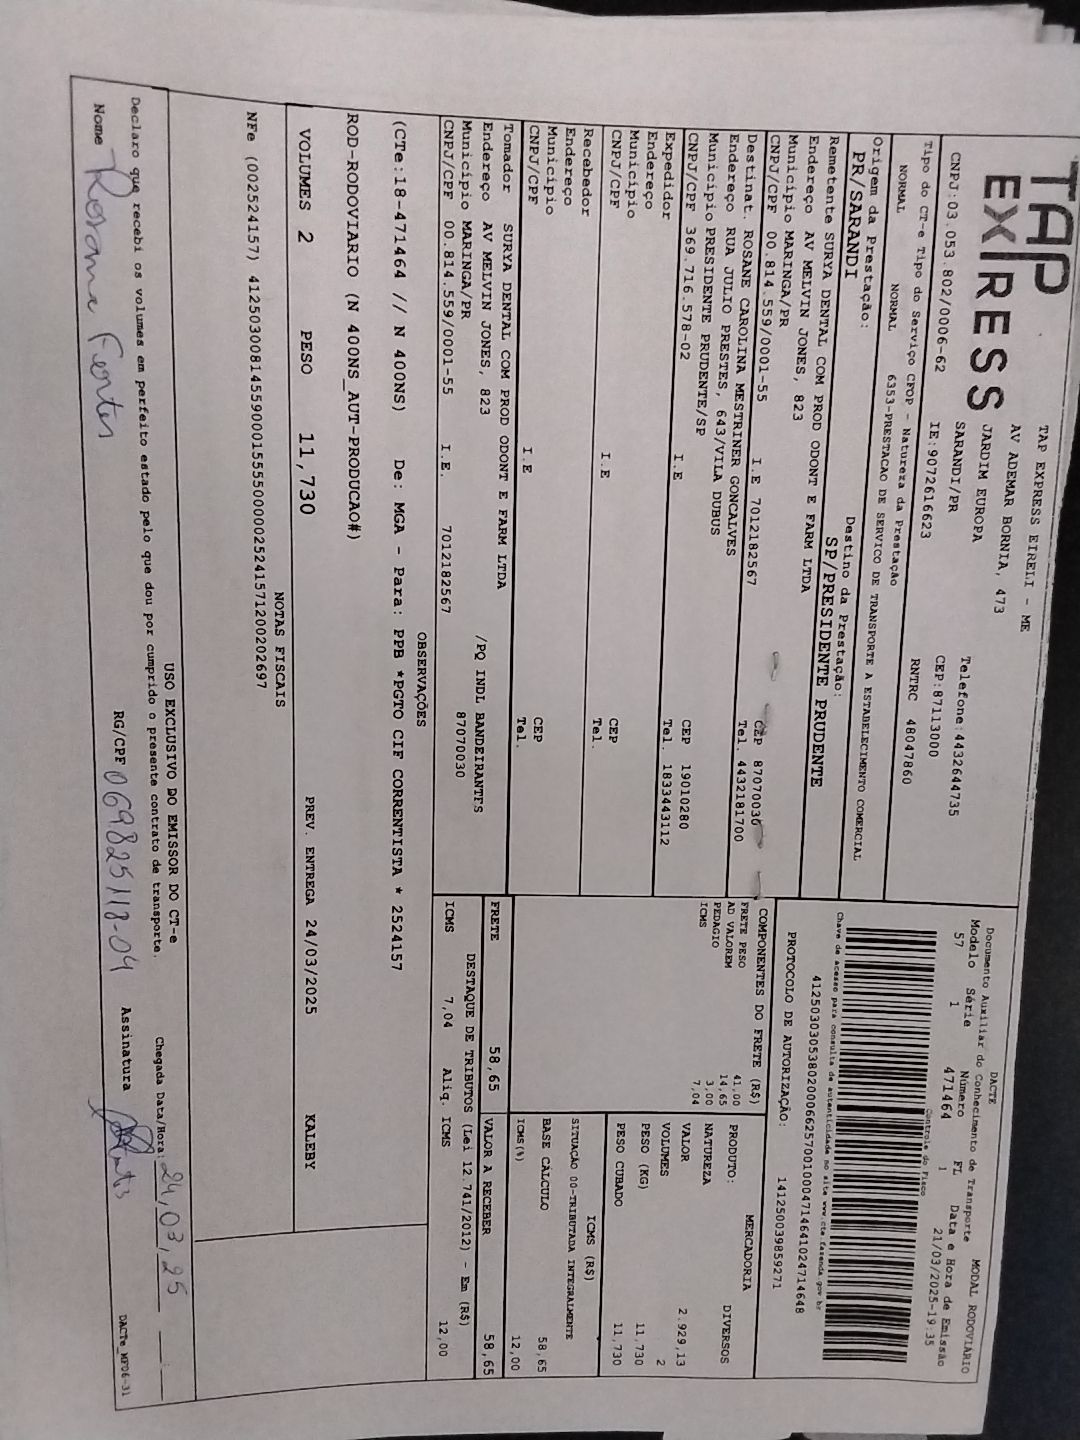 TAP
EXPRESS
TAP EXPRESS EIRELI - ME
AV ADEMAR BORNIA, 473
JARDIM EUROPA
SARANDI/PR
Telefone:4432644735
CEP:87113000
CNPJ:03.053.802/0006-62 IE:9072616623 RNTRC 48047860
DACTE
Documento Auxiliar do Conhecimento de Transporte MODAL RODOVIÁRIO
Modelo Série Número FL Data e Hora de Emissão
57 1 471464 1 21/03/2025-19:35
Controle do Fisco
Tipo do CT-e Tipo do Serviço CFOP - Natureza da Prestação
NORMAL NORMAL 6353-PRESTACAO DE SERVICO DE TRANSPORTE A ESTABELECIMENTO COMERCIAL
Chave de acesso para consulta de autenticidade no site www.cte.fazenda.gov.br
41250303053802000662570010004714641024714648
PROTOCOLO DE AUTORIZAÇÃO: 141250039859271
Origem da Prestação: Destino da Prestação:
PR/SARANDI SP/PRESIDENTE PRUDENTE
Remetente SURYA DENTAL COM PROD ODONT E FARM LTDA
Endereço AV MELVIN JONES, 823
Município MARINGA/PR CEP 87070030
CNPJ/CPF 00.814.559/0001-55 I.E 7012182567 Tel. 4432181700
Destinat. ROSANE CAROLINA MESTRINER GONCALVES
Endereço RUA JULIO PRESTES, 643/VILA DUBUS
Município PRESIDENTE PRUDENTE/SP CEP 19010280
CNPJ/CPF 369.716.578-02 I.E Tel. 1833443112
Expedidor
Endereço
Município CEP
CNPJ/CPF I.E Tel.
Recebedor
Endereço
Município CEP
CNPJ/CPF I.E Tel.
Tomador SURYA DENTAL COM PROD ODONT E FARM LTDA
Endereço AV MELVIN JONES, 823 /PQ INDL BANDEIRANTES
Município MARINGA/PR 87070030
CNPJ/CPF 00.814.559/0001-55 I.E. 7012182567
COMPONENTES DO FRETE (R$)
FRETE PESO 41,00
AD VALOREM 14,65
PEDAGIO 3,00
ICMS 7,04
PRODUTO: MERCADORIA
NATUREZA DIVERSOS
VALOR 2.929,13
VOLUMES 2
PESO (KG) 11,730
PESO CUBADO 11,730
ICMS (R$)
SITUAÇÃO 00-TRIBUTADA INTEGRALMENTE
BASE CALCULO 58,65
ICMS(%) 12,00
FRETE 58,65 VALOR A RECEBER 58,65
DESTAQUE DE TRIBUTOS (Lei 12.741/2012) - Em (R$)
ICMS 7,04 Aliq. ICMS 12,00
OBSERVAÇÕES
(CTe:18-471464 // N 400NS) De: MGA - Para: PPB *PGTO CIF CORRENTISTA * 2524157
ROD-RODOVIARIO (N 400NS_AUT-PRODUCAO#)
VOLUMES 2 PESO 11,730 PREV. ENTREGA 24/03/2025 KALEBY
NOTAS FISCAIS
NFe (002524157) 41250300814559000155550000025241571200202697
USO EXCLUSIVO DO EMISSOR DO CT-e
Declaro que recebi os volumes em perfeito estado pelo que dou por cumprido o presente contrato de transporte. Chegada Data/Hora: 24/03/25 __:__
Nome Rosana Fontes RG/CPF 069825118-04 Assinatura
DACTe_MP06-31